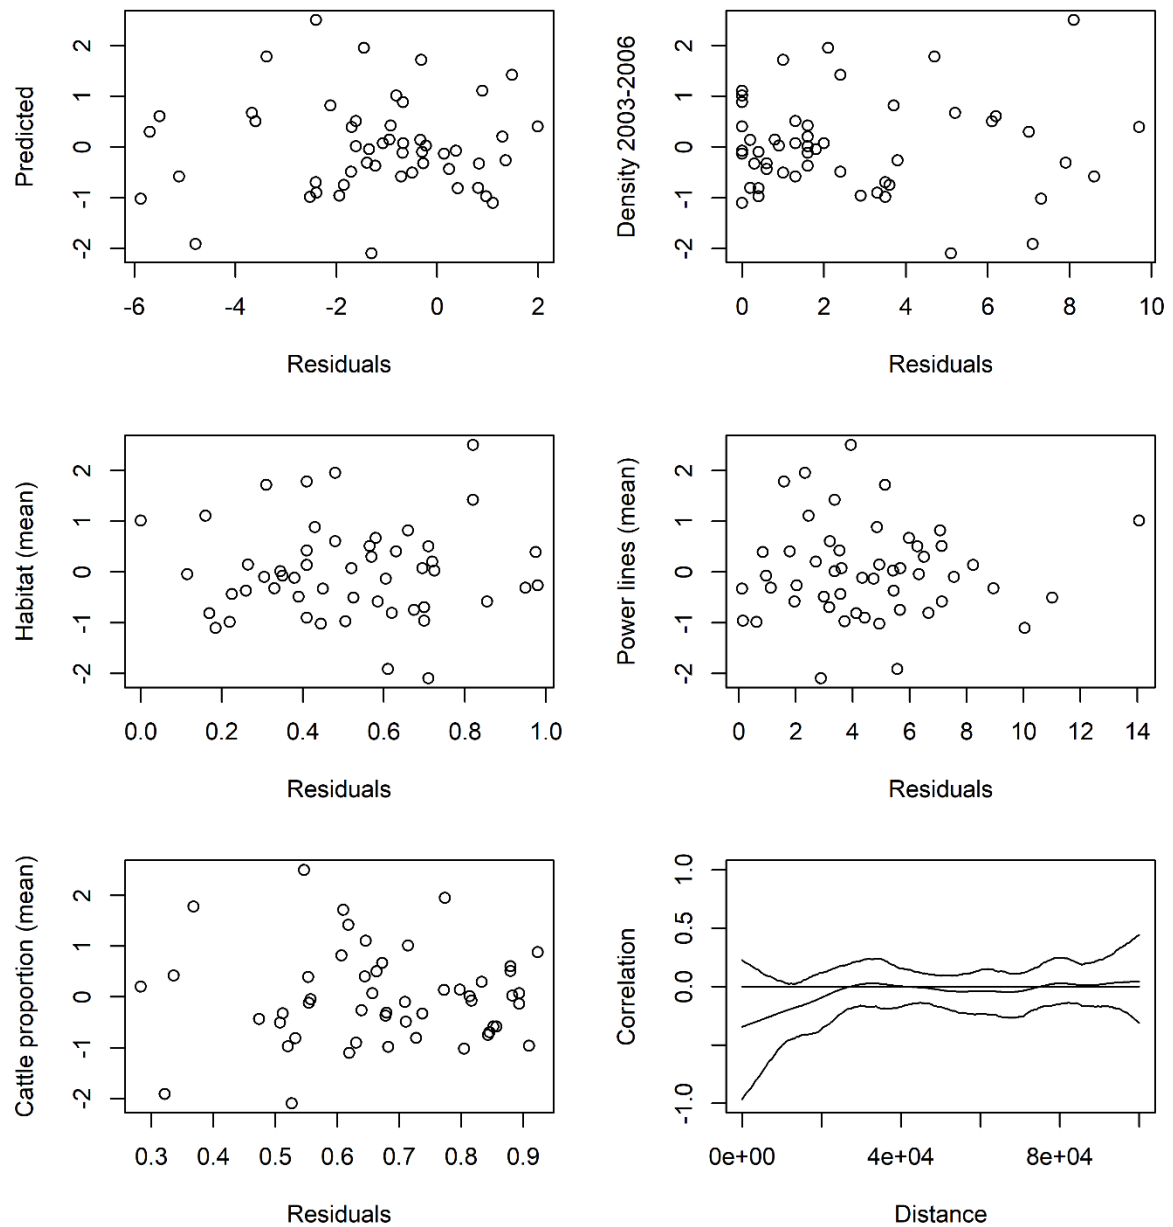 Predicted
2
1
0
-1
-2
-6 -4 -2 0 2
Residuals
Density 2003-2006
2
1
0
-1
-2
0 2 4 6 8 10
Residuals
Habitat (mean)
2
1
0
-1
-2
0.0 0.2 0.4 0.6 0.8 1.0
Residuals
Power lines (mean)
2
1
0
-1
-2
0 2 4 6 8 10 12 14
Residuals
Cattle proportion (mean)
2
1
0
-1
-2
0.3 0.4 0.5 0.6 0.7 0.8 0.9
Residuals
Correlation
1.0
0.5
0.0
-1.0
0e+00 4e+04 8e+04
Distance